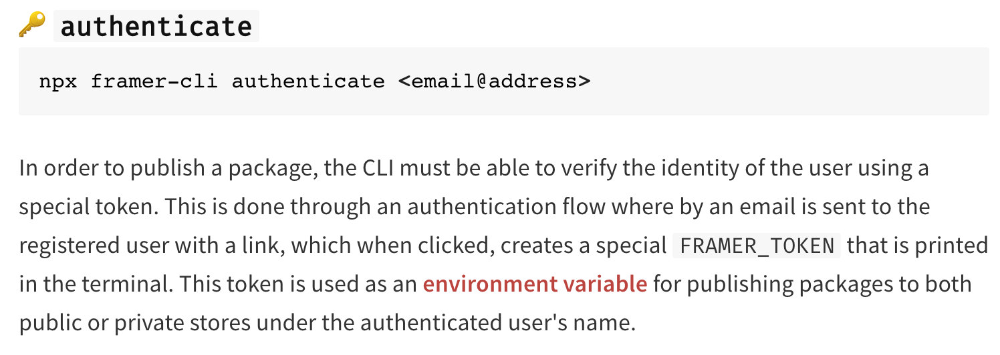 🔑 authenticate
npx framer-cli authenticate <email@address>
In order to publish a package, the CLI must be able to verify the identity of the user using a
special token. This is done through an authentication flow where by an email is sent to the
registered user with a link, which when clicked, creates a special FRAMER_TOKEN that is printed
in the terminal. This token is used as an environment variable for publishing packages to both
public or private stores under the authenticated user's name.